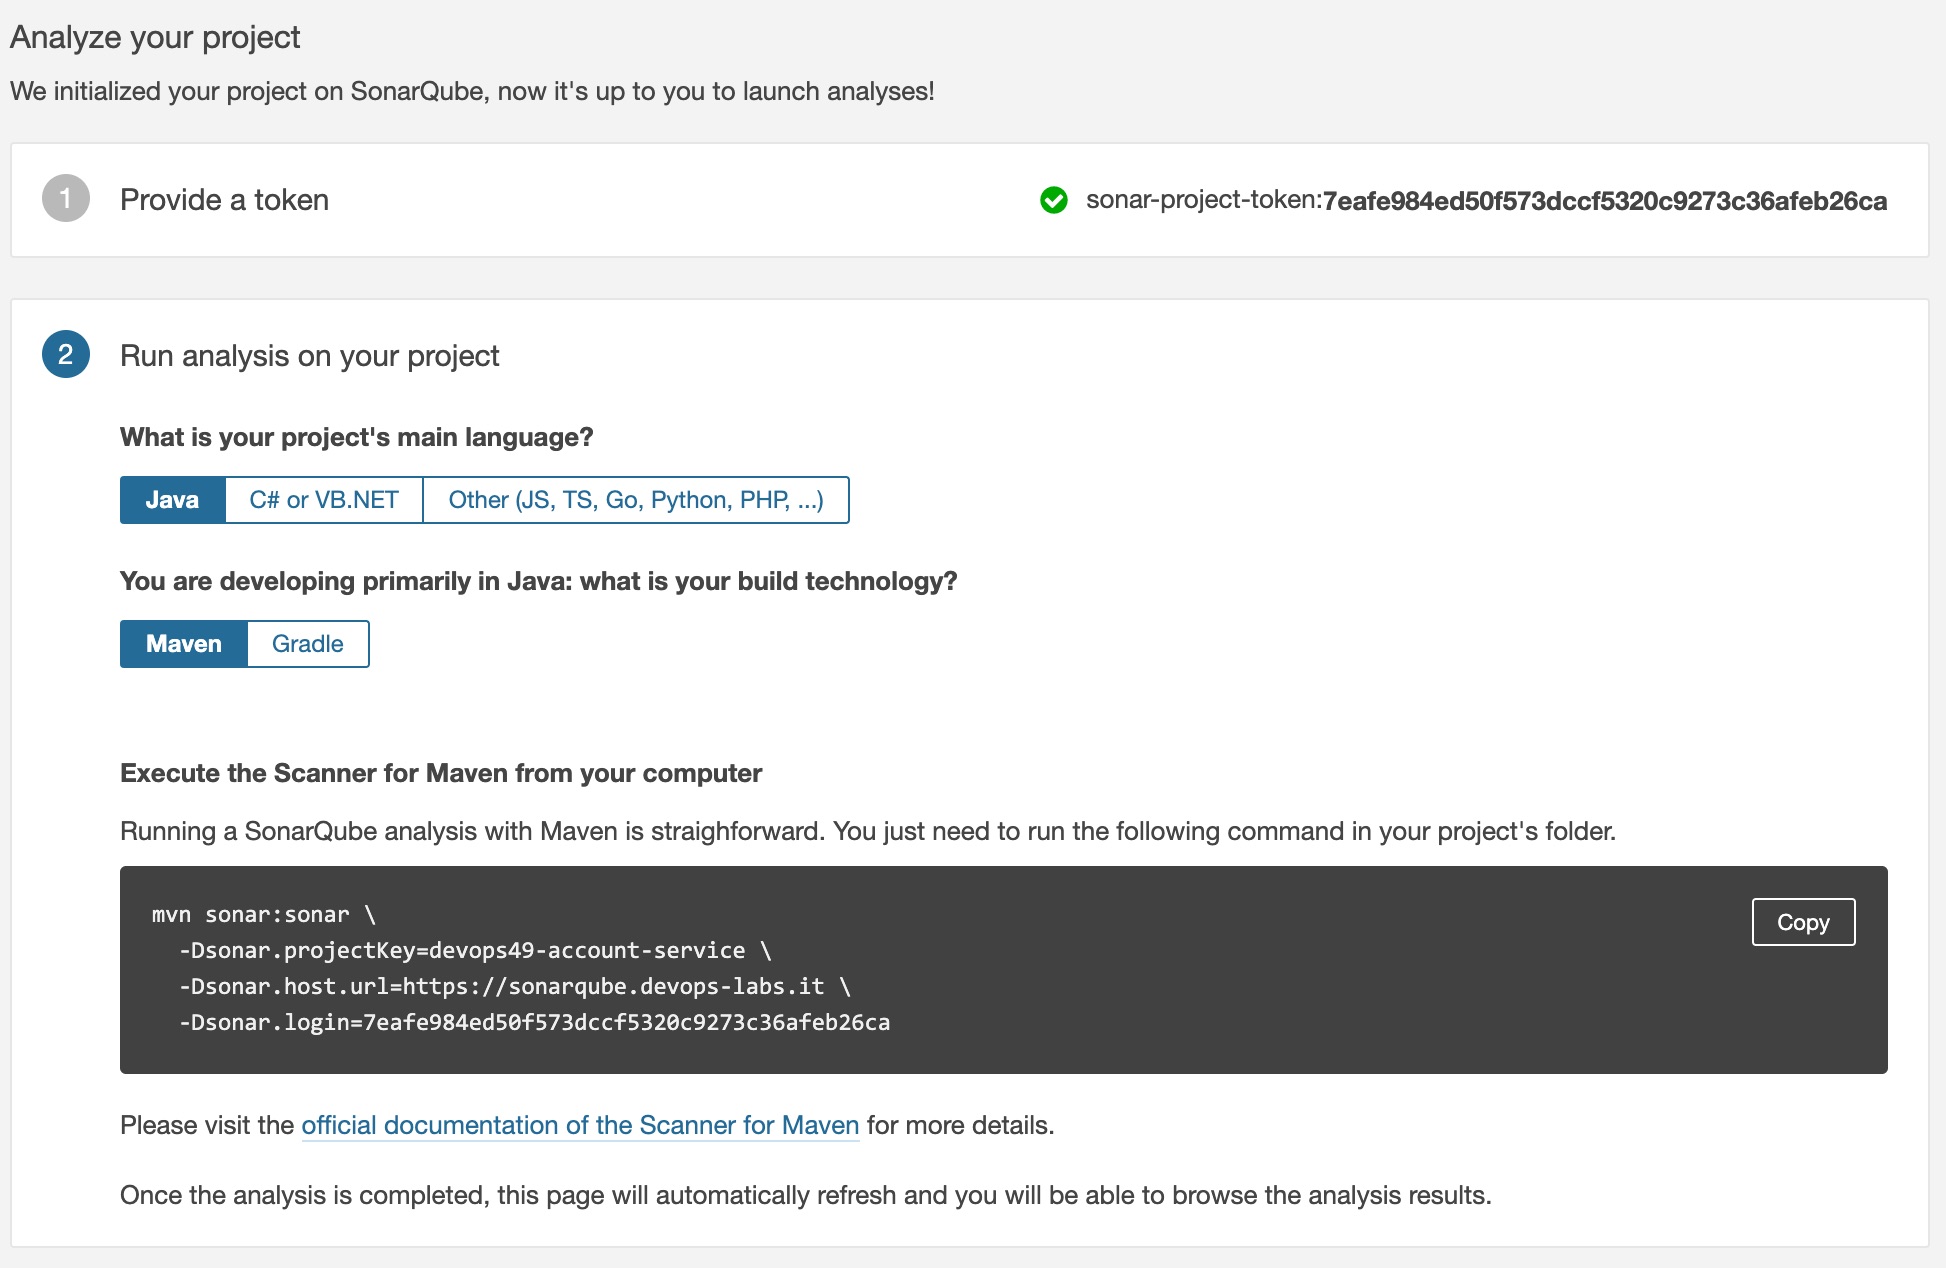 Analyze your project
We initialized your project on SonarQube, now it's up to you to launch analyses!
1 Provide a token sonar-project-token:7eafe984ed50f573dccf5320c9273c36afeb26ca
2 Run analysis on your project
What is your project's main language?
Java C# or VB.NET Other (JS, TS, Go, Python, PHP, ...)
You are developing primarily in Java: what is your build technology?
Maven Gradle
Execute the Scanner for Maven from your computer
Running a SonarQube analysis with Maven is straighforward. You just need to run the following command in your project's folder.
mvn sonar:sonar \
Copy
-Dsonar.projectKey=devops49-account-service \
-Dsonar.host.url=https://sonarqube.devops-labs.it \
-Dsonar.login=7eafe984ed50f573dccf5320c9273c36afeb26ca
Please visit the official documentation of the Scanner for Maven for more details.
Once the analysis is completed, this page will automatically refresh and you will be able to browse the analysis results.